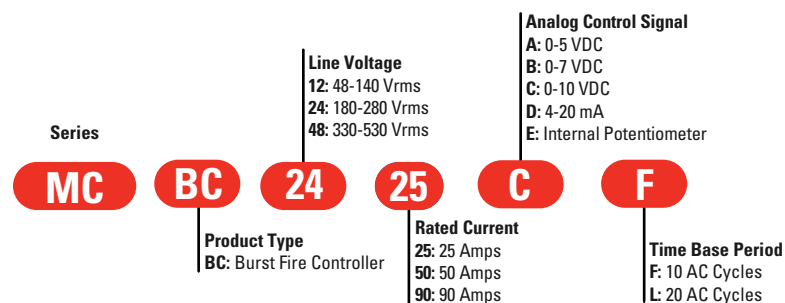 Analog Control Signal
A: 0-5 VDC
B: 0-7 VDC
C: 0-10 VDC
D: 4-20 mA
E: Internal Potentiometer
Line Voltage
12: 48-140 Vrms
24: 180-280 Vrms
48: 330-530 Vrms
Series
MC BC 24 25 C F
Product Type
BC: Burst Fire Controller
Rated Current
25: 25 Amps
50: 50 Amps
90: 90 Amps
Time Base Period
F: 10 AC Cycles
L: 20 AC Cycles